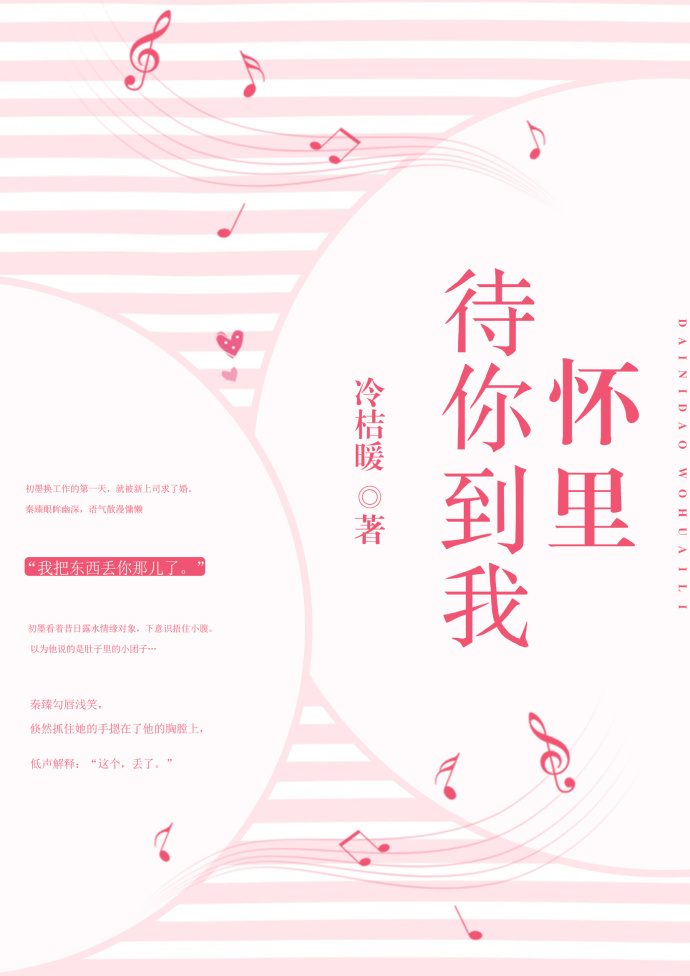 待你到我
怀里
冷桔暖 ◎ 著
DAINIDAO WOHUAILI
初墨换工作的第一天，就被新上司求了婚。
秦臻眼眸幽深，语气散漫慵懒
“我把东西丢你那儿了。”
初墨看着昔日露水情缘对象，下意识捂住小腹。
以为他说的是肚子里的小团子…
秦臻勾唇浅笑，
倏然抓住她的手摁在了他的胸膛上，
低声解释：“这个，丢了。”